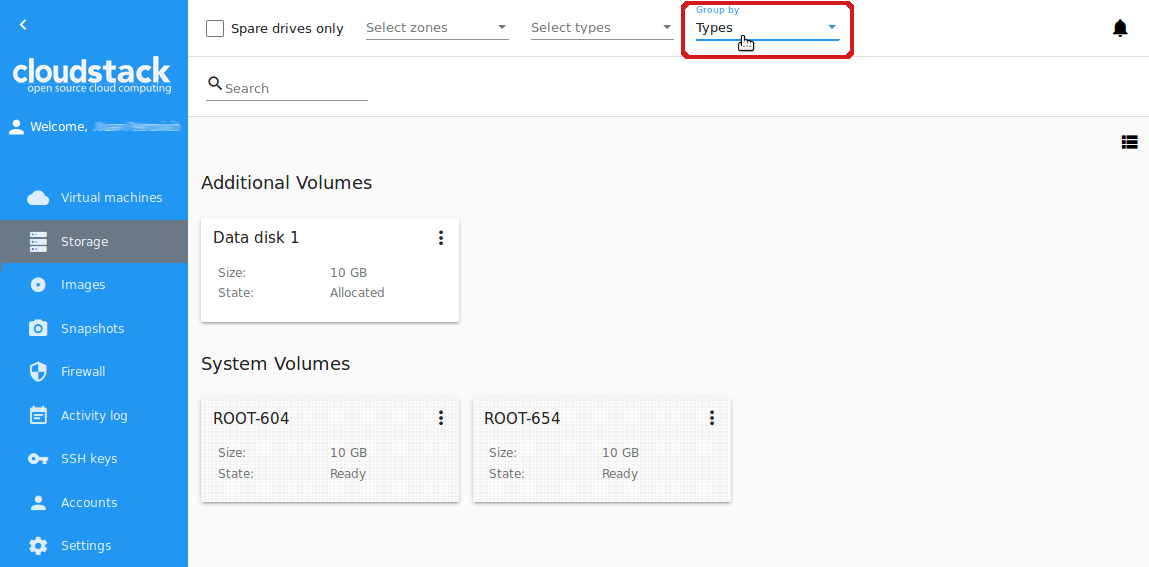 Group by
Spare drives only Select zones Select types Types
Search
cloudstack
open source cloud computing
Welcome,
Virtual machines
Storage
Images
Snapshots
Firewall
Activity log
SSH keys
Accounts
Settings
Additional Volumes
Data disk 1
Size: 10 GB
State: Allocated
System Volumes
ROOT-604
Size: 10 GB
State: Ready
ROOT-654
Size: 10 GB
State: Ready